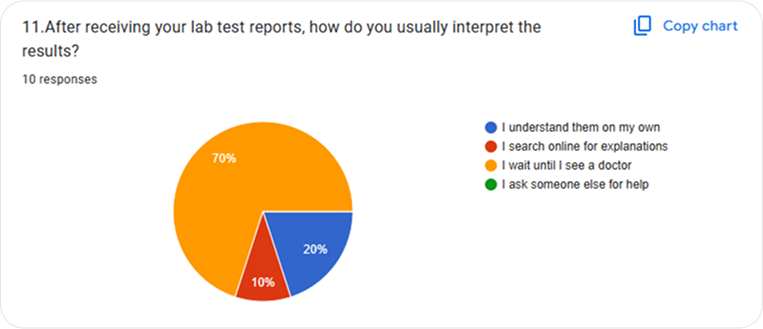 11.After receiving your lab test reports, how do you usually interpret the
results?
Copy chart
10 responses
70%
20%
10%
I understand them on my own
I search online for explanations
I wait until I see a doctor
I ask someone else for help